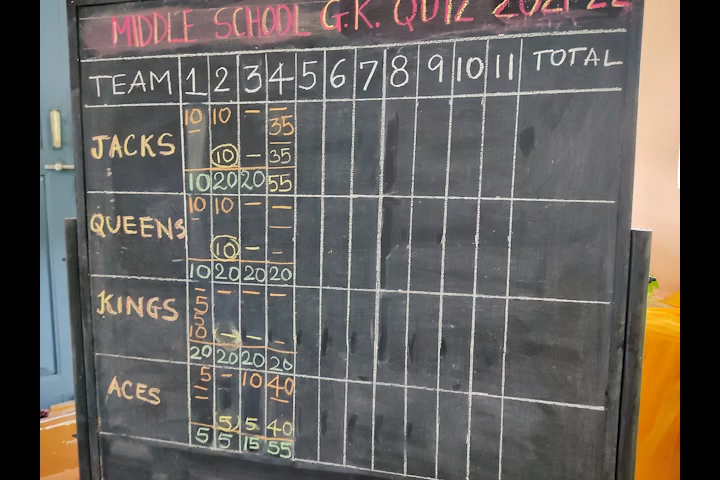 MIDDLE SCHOOL G.K. QUIZ 2021-22
TEAM 1 2 3 4 5 6 7 8 9 10 11 TOTAL
10 10 — —
— 35
JACKS
10 — 35
10 20 20 55
10 10 — —
QUEENS —
10 — -
10 20 20 20
— — — —
KINGS 5
5
10 — — —
20 20 20 20
5 — 10 40
ACES — —
5 5 40
5 5 15 55